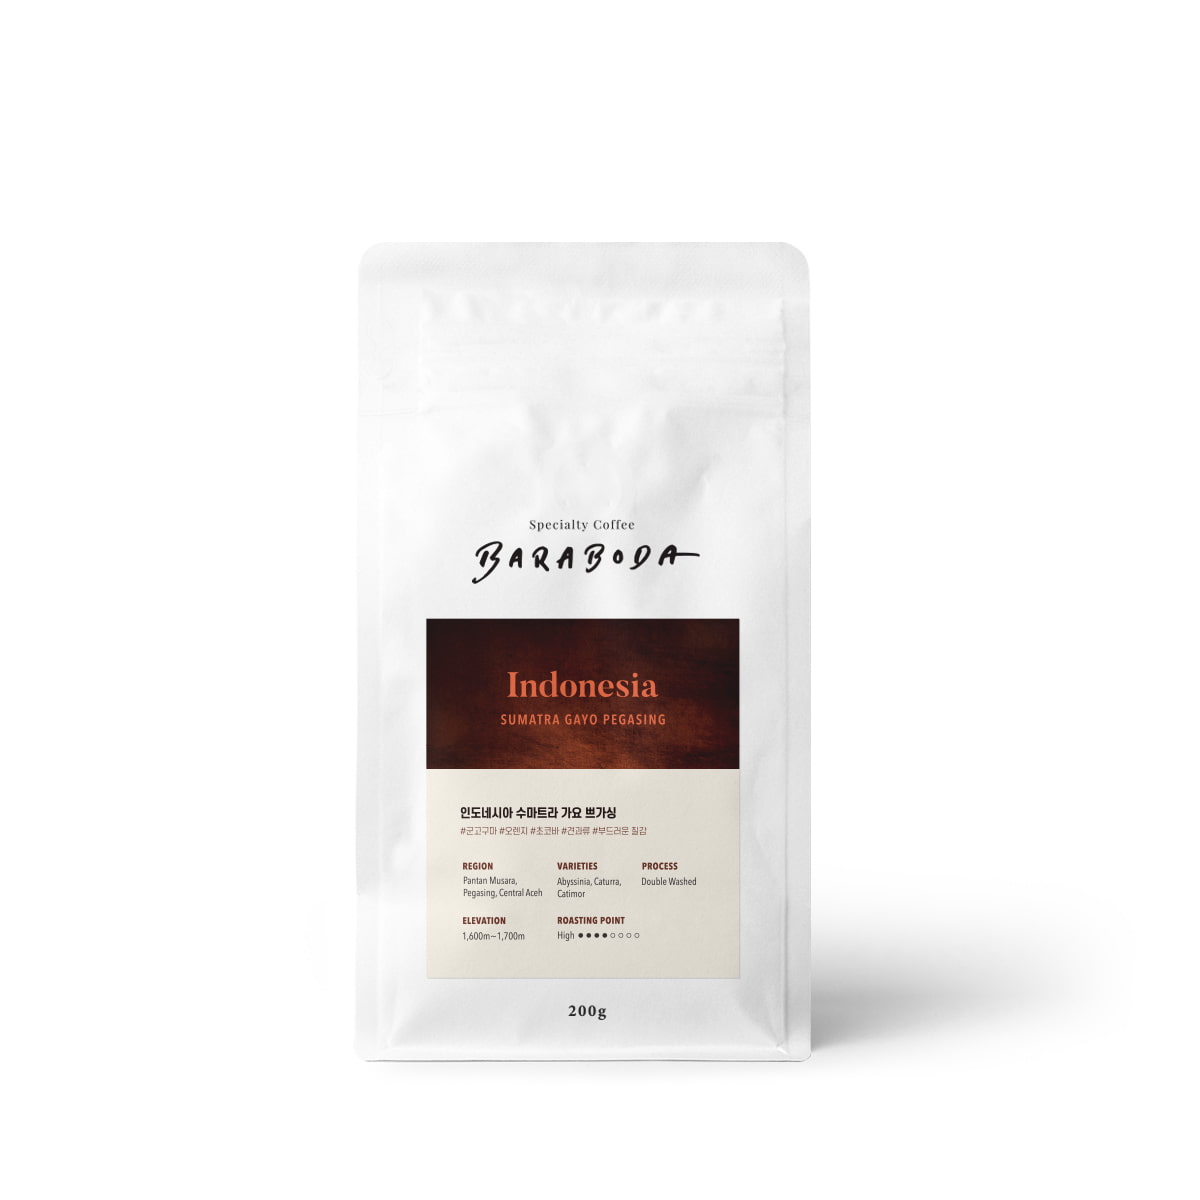 Specialty Coffee
BARABODA
Indonesia
SUMATRA GAYO PEGASING
인도네시아 수마트라 가요 쁘가싱
#군고구마 #오렌지 #초코바 #견과류 #부드러운 질감
REGION
Pantan Musara,
Pegasing, Central Aceh
VARIETIES
Abyssinia, Caturra,
Catimor
PROCESS
Double Washed
ELEVATION
1,600m~1,700m
ROASTING POINT
High ●●●●○○○○
200g